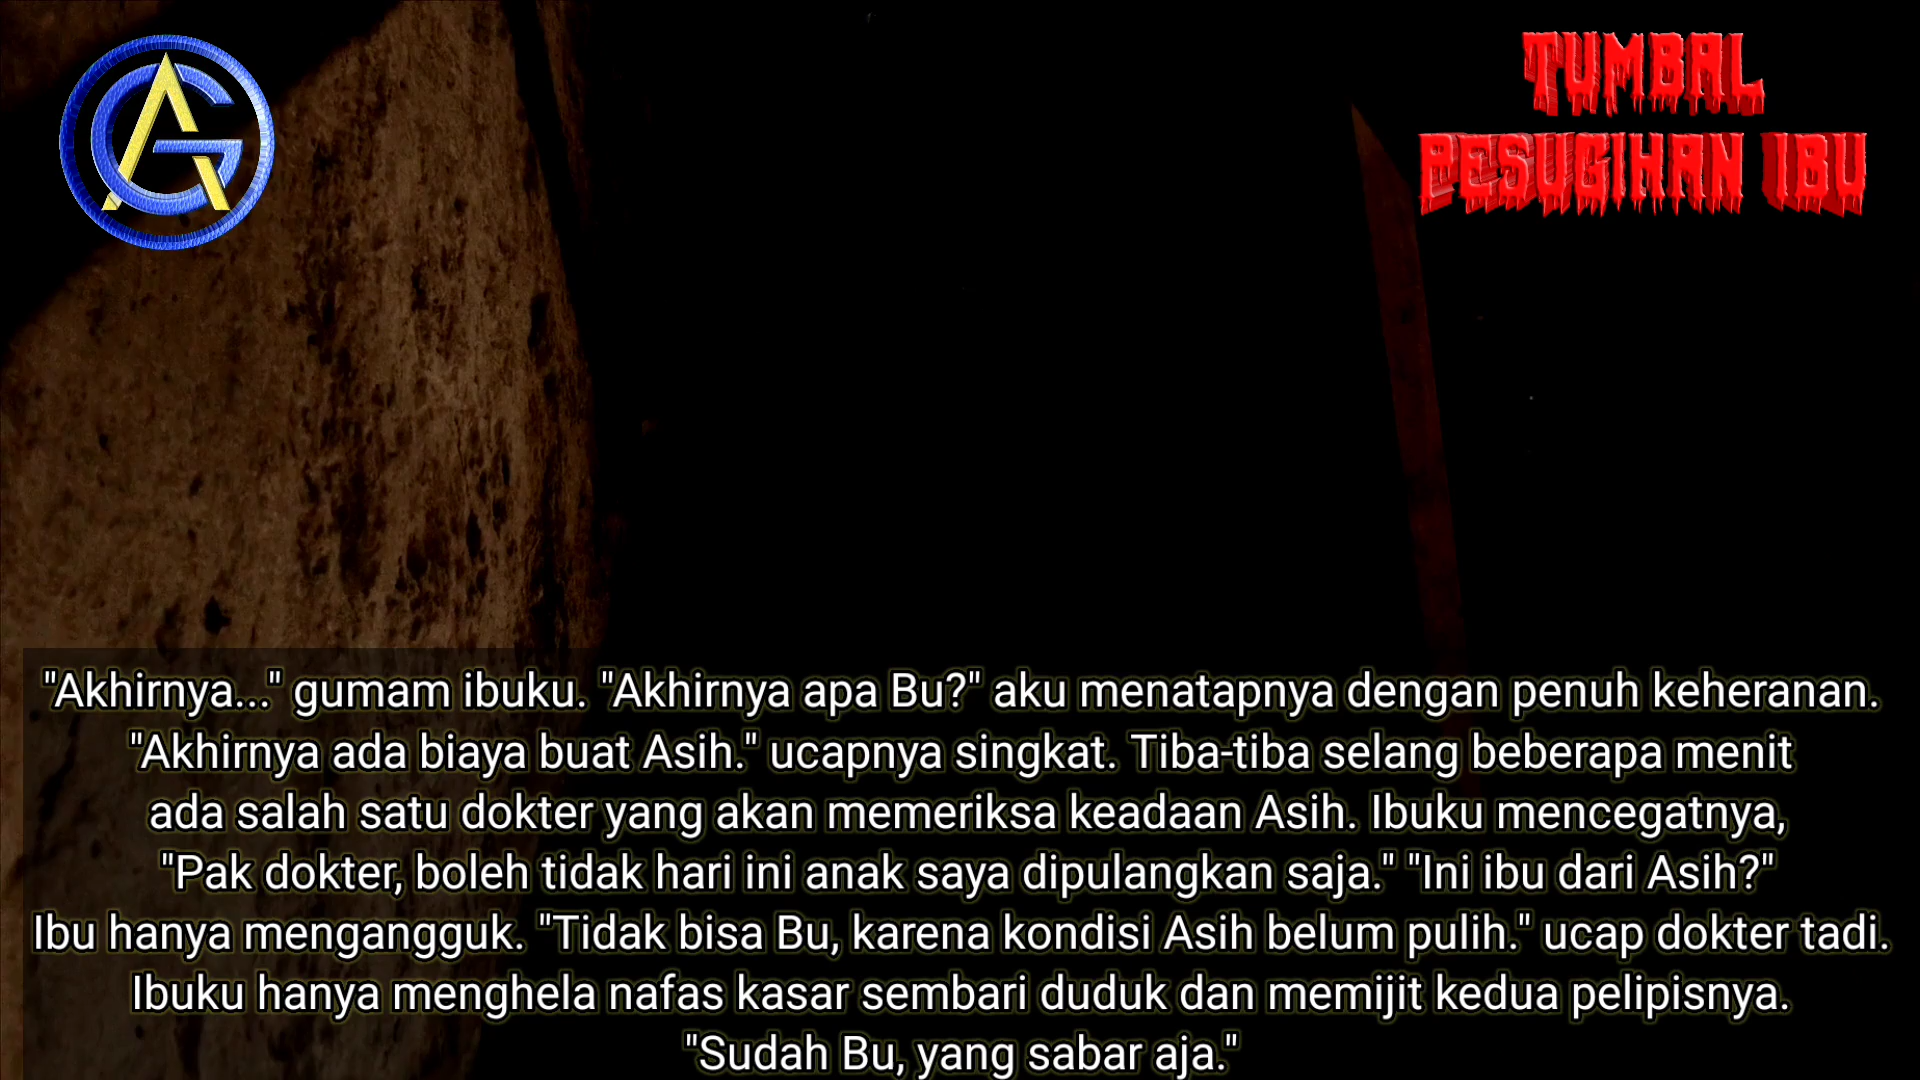 TUMBAL
PESUGIHAN IBU
"Akhirnya..." gumam ibuku. "Akhirnya apa Bu?" aku menatapnya dengan penuh keheranan.
"Akhirnya ada biaya buat Asih." ucapnya singkat. Tiba-tiba selang beberapa menit
ada salah satu dokter yang akan memeriksa keadaan Asih. Ibuku mencegatnya,
"Pak dokter, boleh tidak hari ini anak saya dipulangkan saja." "Ini ibu dari Asih?"
Ibu hanya mengangguk. "Tidak bisa Bu, karena kondisi Asih belum pulih." ucap dokter tadi.
Ibuku hanya menghela nafas kasar sembari duduk dan memijit kedua pelipisnya.
"Sudah Bu, yang sabar aja."